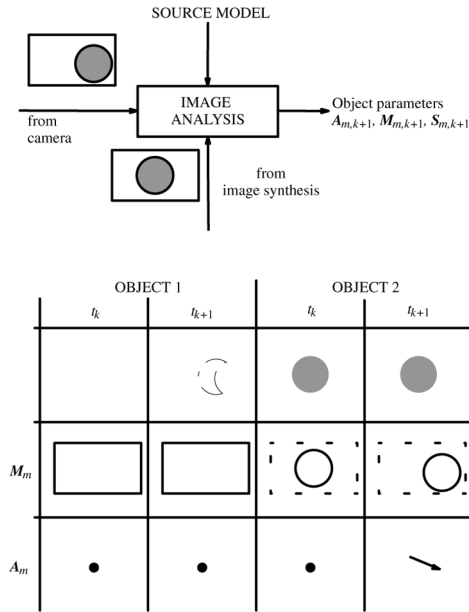 SOURCE MODEL
IMAGE
ANALYSIS
from
camera
Object parameters
A_{m,k+1}, M_{m,k+1}, S_{m,k+1}
from
image synthesis
OBJECT 1 OBJECT 2
t_k t_{k+1} t_k t_{k+1}
M_m
A_m